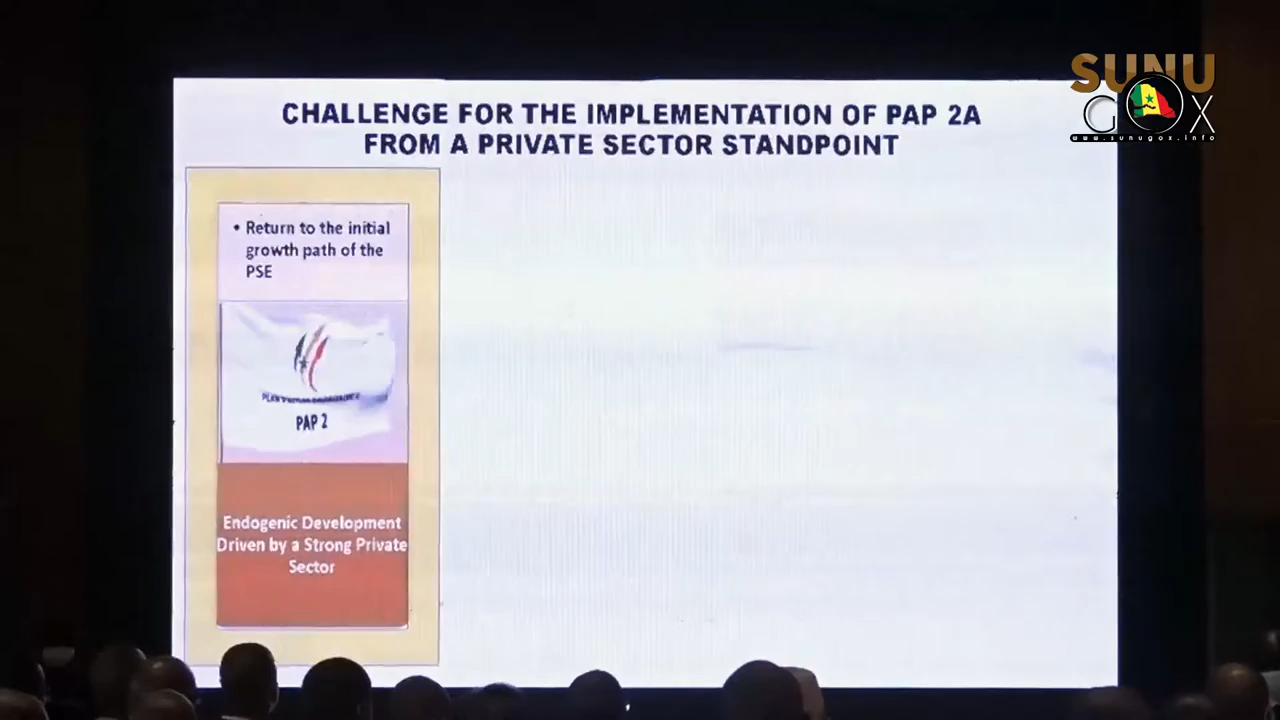 SUNU
GOX
www.sunugox.info
CHALLENGE FOR THE IMPLEMENTATION OF PAP 2A
FROM A PRIVATE SECTOR STANDPOINT
• Return to the initial
growth path of the
PSE
PAP 2
Endogenic Development
Driven by a Strong Private
Sector